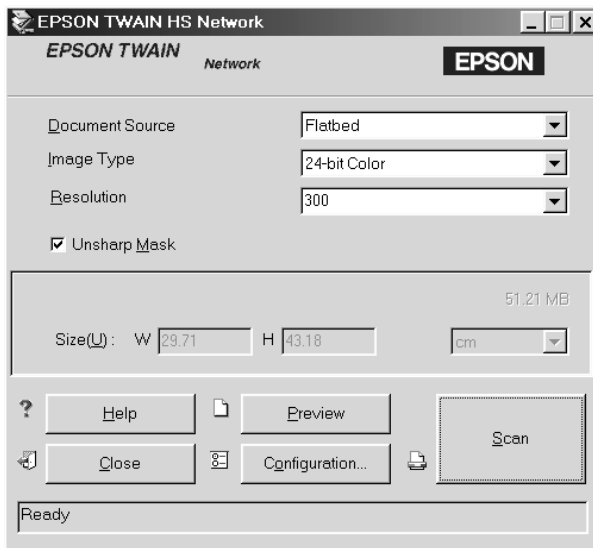 EPSON TWAIN HS Network
EPSON TWAIN Network
EPSON
Document Source Flatbed
Image Type 24-bit Color
Resolution 300
Unsharp Mask
51.21 MB
Size(U) : W 29.71 H 43.18 cm
? Help Preview
Scan
Close Configuration...
Ready